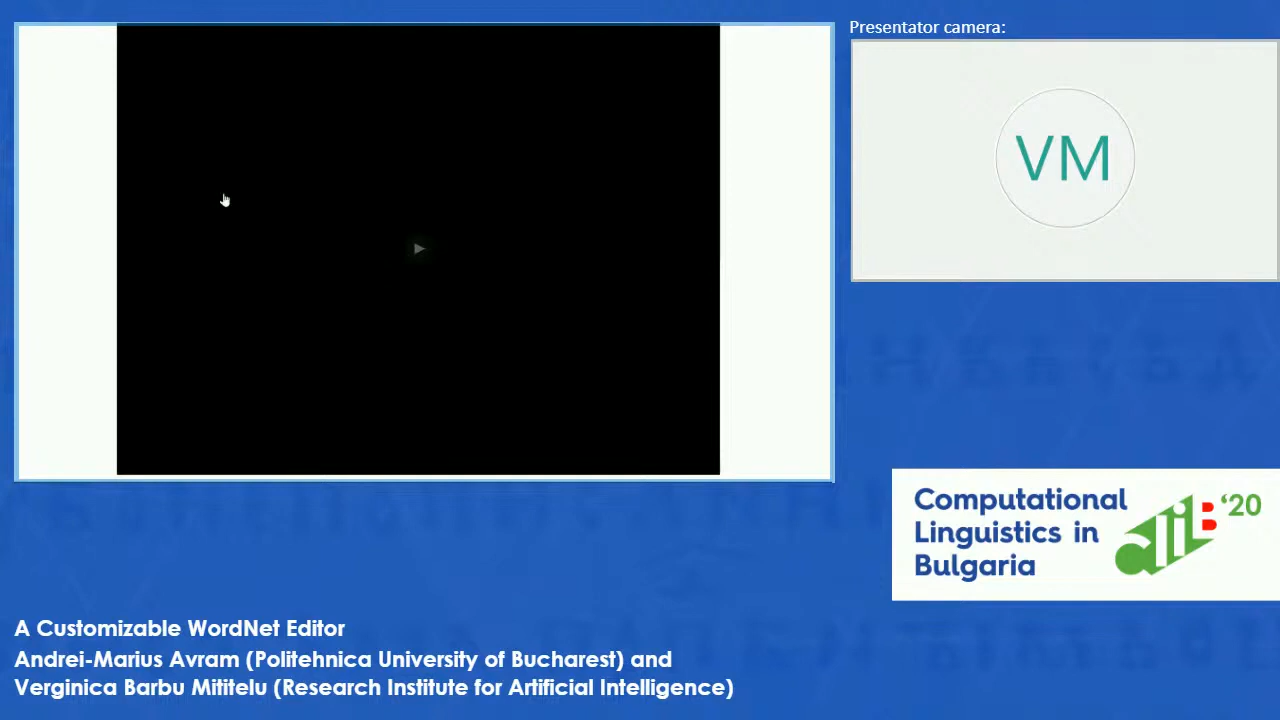 Presentator camera:
VM
Computational
Linguistics in
Bulgaria
clIB '20
A Customizable WordNet Editor
Andrei-Marius Avram (Politehnica University of Bucharest) and
Verginica Barbu Mititelu (Research Institute for Artificial Intelligence)